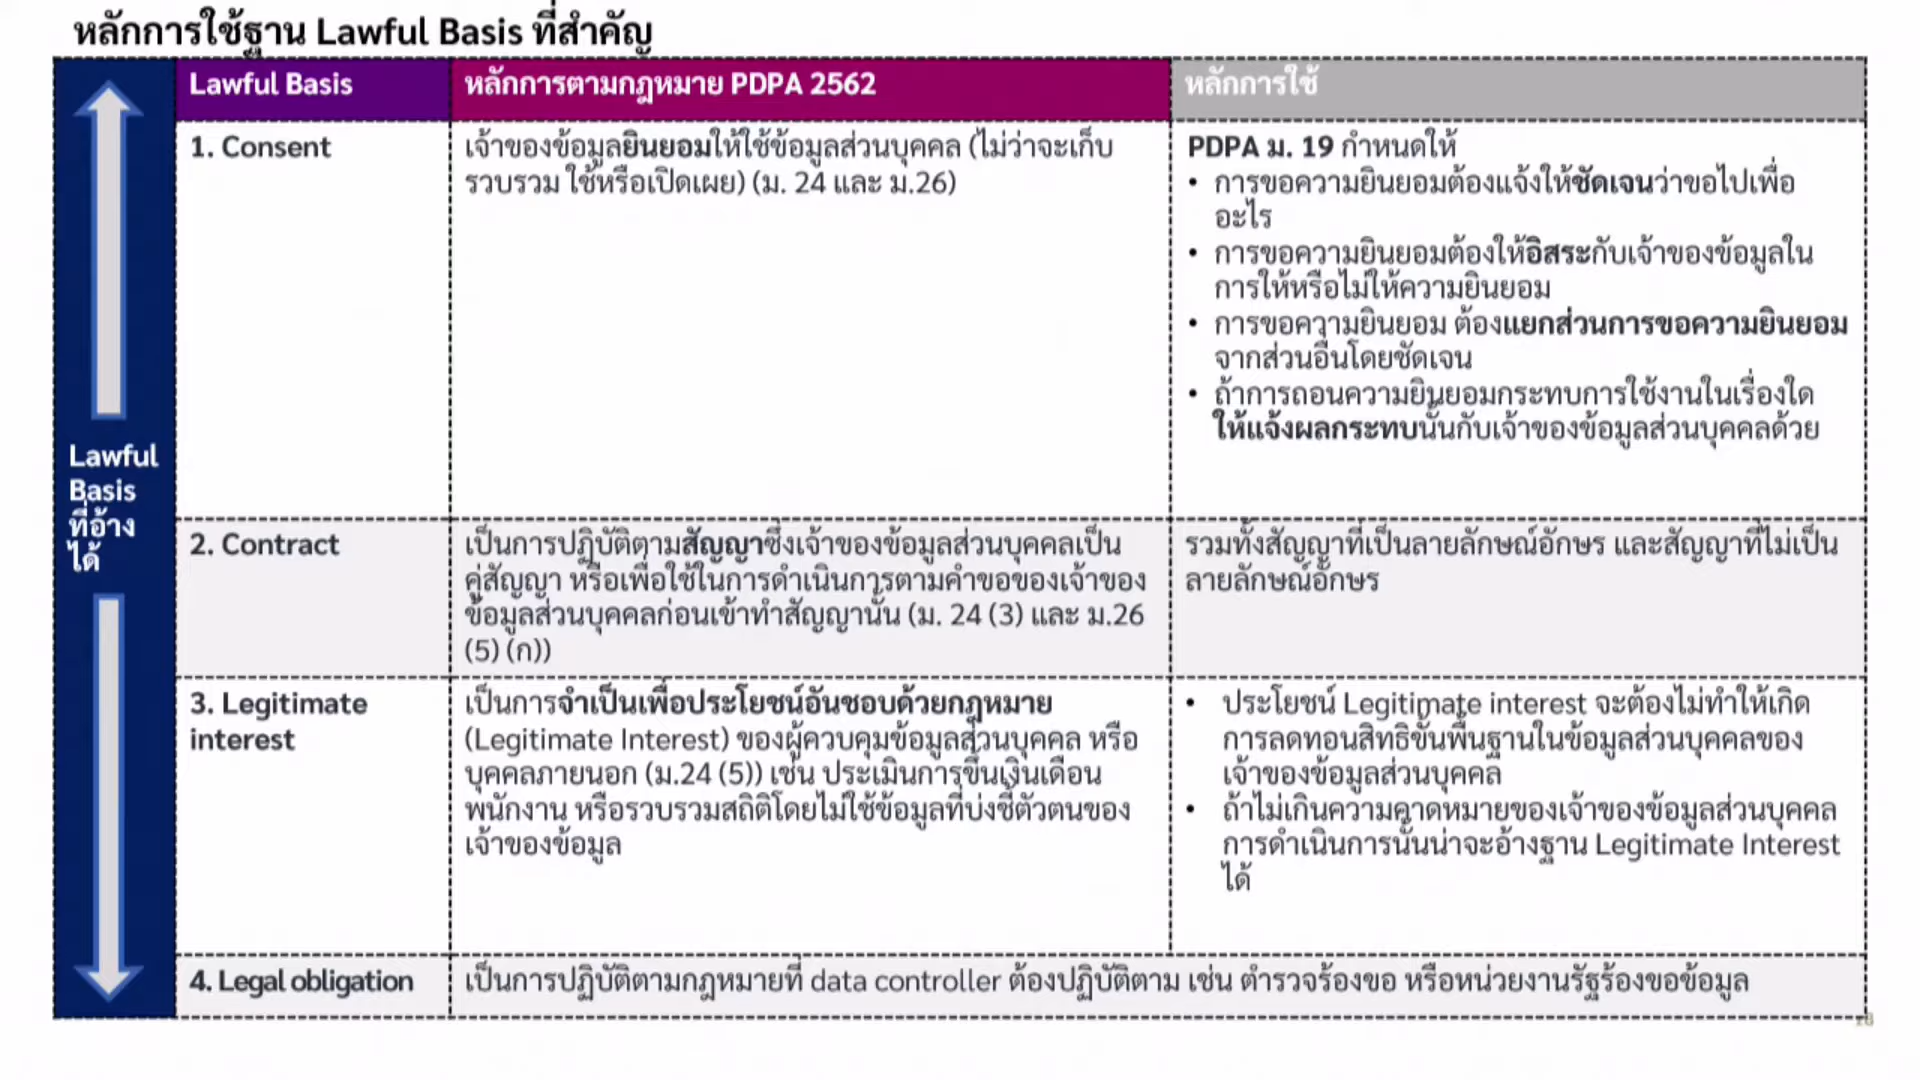 หลักการใช้ฐาน Lawful Basis ที่สำคัญ
Lawful Basis
หลักการตามกฎหมาย PDPA 2562
หลักการใช้
Lawful
Basis
ที่อ้าง
ได้
1. Consent
เจ้าของข้อมูลยินยอมให้ใช้ข้อมูลส่วนบุคคล (ไม่ว่าจะเก็บ
รวบรวม ใช้หรือเปิดเผย) (ม. 24 และ ม.26)
PDPA ม. 19 กำหนดให้
• การขอความยินยอมต้องแจ้งให้ชัดเจนว่าขอไปเพื่อ
อะไร
• การขอความยินยอมต้องให้อิสระกับเจ้าของข้อมูลใน
การให้หรือไม่ให้ความยินยอม
• การขอความยินยอม ต้องแยกส่วนการขอความยินยอม
จากส่วนอื่นโดยชัดเจน
• ถ้าการถอนความยินยอมกระทบการใช้งานในเรื่องใด
ให้แจ้งผลกระทบนั้นกับเจ้าของข้อมูลส่วนบุคคลด้วย
2. Contract
เป็นการปฏิบัติตามสัญญาซึ่งเจ้าของข้อมูลส่วนบุคคลเป็น
คู่สัญญา หรือเพื่อใช้ในการดำเนินการตามคำขอของเจ้าของ
ข้อมูลส่วนบุคคลก่อนเข้าทำสัญญานั้น (ม. 24 (3) และ ม.26
(5) (ก))
รวมทั้งสัญญาที่เป็นลายลักษณ์อักษร และสัญญาที่ไม่เป็น
ลายลักษณ์อักษร
3. Legitimate
interest
เป็นการจำเป็นเพื่อประโยชน์อันชอบด้วยกฎหมาย
(Legitimate Interest) ของผู้ควบคุมข้อมูลส่วนบุคคล หรือ
บุคคลภายนอก (ม.24 (5)) เช่น ประเมินการขึ้นเงินเดือน
พนักงาน หรือรวบรวมสถิติโดยไม่ใช้ข้อมูลที่บ่งชี้ตัวตนของ
เจ้าของข้อมูล
• ประโยชน์ Legitimate interest จะต้องไม่ทำให้เกิด
การลดทอนสิทธิขั้นพื้นฐานในข้อมูลส่วนบุคคลของ
เจ้าของข้อมูลส่วนบุคคล
• ถ้าไม่เกินความคาดหมายของเจ้าของข้อมูลส่วนบุคคล
การดำเนินการนั้นน่าจะอ้างฐาน Legitimate Interest
ได้
4. Legal obligation
เป็นการปฏิบัติตามกฎหมายที่ data controller ต้องปฏิบัติตาม เช่น ตำรวจร้องขอ หรือหน่วยงานรัฐร้องขอข้อมูล